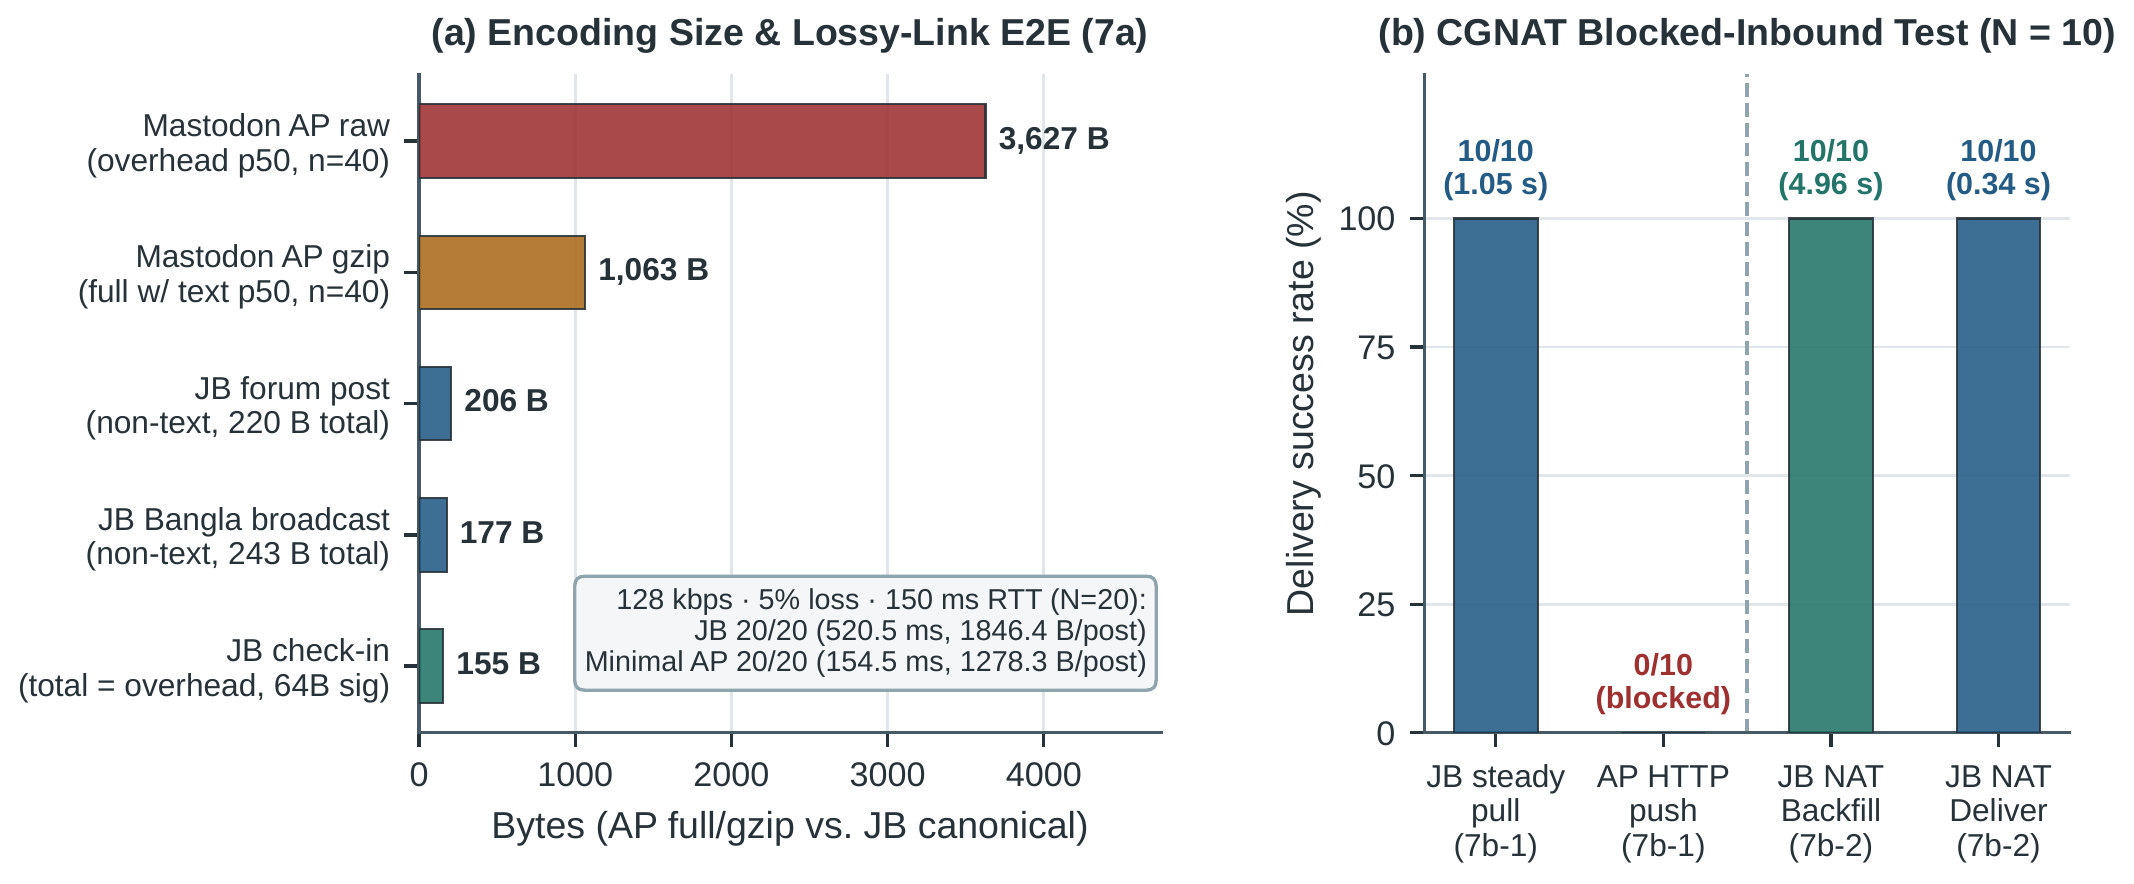 (a) Encoding Size & Lossy-Link E2E (7a)
Mastodon AP raw
(overhead p50, n=40)
3,627 B
Mastodon AP gzip
(full w/ text p50, n=40)
1,063 B
JB forum post
(non-text, 220 B total)
206 B
JB Bangla broadcast
(non-text, 243 B total)
177 B
JB check-in
(total = overhead, 64B sig)
155 B
128 kbps · 5% loss · 150 ms RTT (N=20):
JB 20/20 (520.5 ms, 1846.4 B/post)
Minimal AP 20/20 (154.5 ms, 1278.3 B/post)
0 1000 2000 3000 4000
Bytes (AP full/gzip vs. JB canonical)
(b) CGNAT Blocked-Inbound Test (N = 10)
Delivery success rate (%)
100
75
50
25
0
10/10
(1.05 s)
0/10
(blocked)
10/10
(4.96 s)
10/10
(0.34 s)
JB steady
pull
(7b-1)
AP HTTP
push
(7b-1)
JB NAT
Backfill
(7b-2)
JB NAT
Deliver
(7b-2)